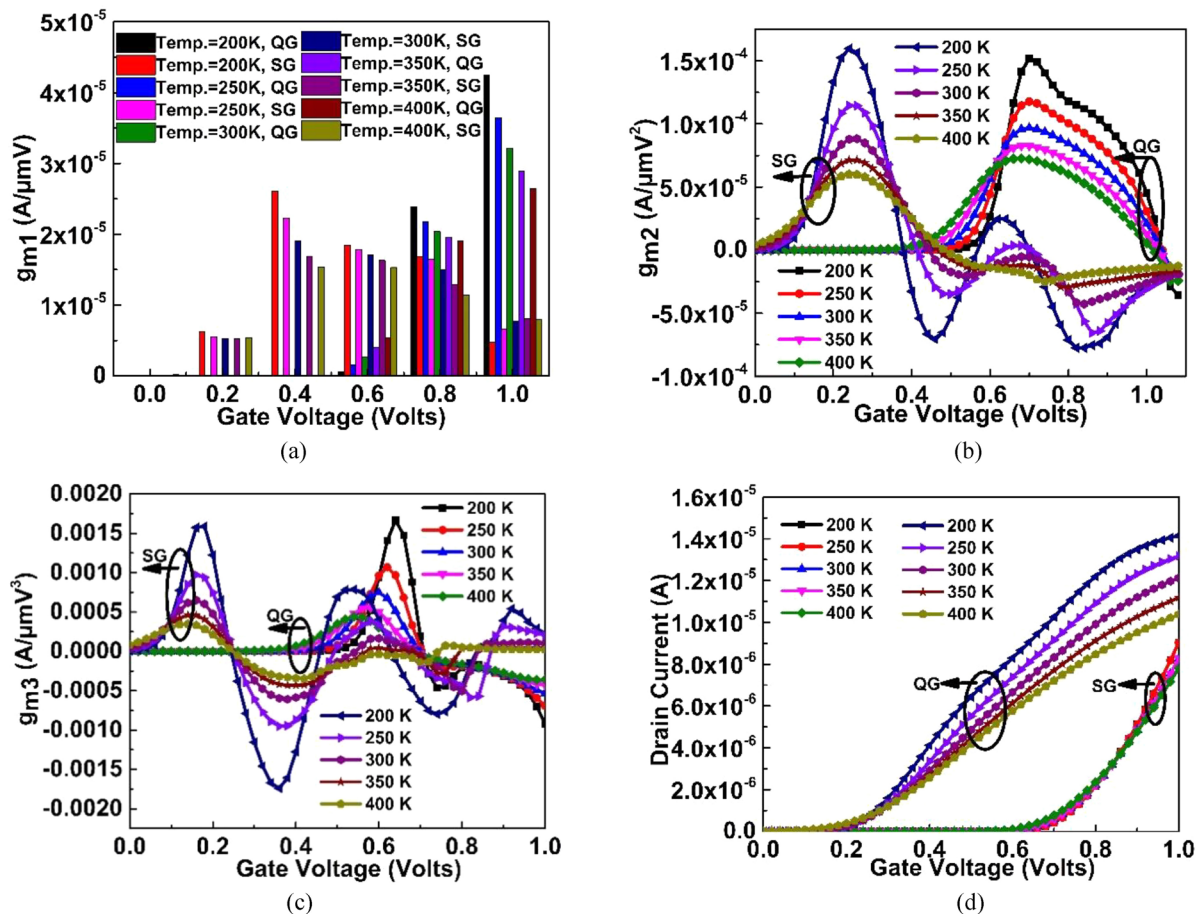 5x10⁻⁵
4x10⁻⁵
3x10⁻⁵
2x10⁻⁵
1x10⁻⁵
0
gm1 (A/µmV)
Temp.=200K, QG
Temp.=200K, SG
Temp.=250K, QG
Temp.=250K, SG
Temp.=300K, QG
Temp.=300K, SG
Temp.=350K, QG
Temp.=350K, SG
Temp.=400K, QG
Temp.=400K, SG
0.0 0.2 0.4 0.6 0.8 1.0
Gate Voltage (Volts)
(a)
1.5x10⁻⁴
1.0x10⁻⁴
5.0x10⁻⁵
0.0
-5.0x10⁻⁵
-1.0x10⁻⁴
gm2 (A/µmV²)
200 K
250 K
300 K
350 K
400 K
SG
QG
200 K
250 K
300 K
350 K
400 K
0.0 0.2 0.4 0.6 0.8 1.0
Gate Voltage (Volts)
(b)
0.0020
0.0015
0.0010
0.0005
0.0000
-0.0005
-0.0010
-0.0015
-0.0020
gm3 (A/µmV³)
200 K
250 K
300 K
350 K
400 K
SG
QG
200 K
250 K
300 K
350 K
400 K
0.0 0.2 0.4 0.6 0.8 1.0
Gate Voltage (Volts)
(c)
1.6x10⁻⁵
1.4x10⁻⁵
1.2x10⁻⁵
1.0x10⁻⁵
8.0x10⁻⁶
6.0x10⁻⁶
4.0x10⁻⁶
2.0x10⁻⁶
0.0
Drain Current (A)
200 K
250 K
300 K
350 K
400 K
200 K
250 K
300 K
350 K
400 K
QG
SG
0.0 0.2 0.4 0.6 0.8 1.0
Gate Voltage (Volts)
(d)